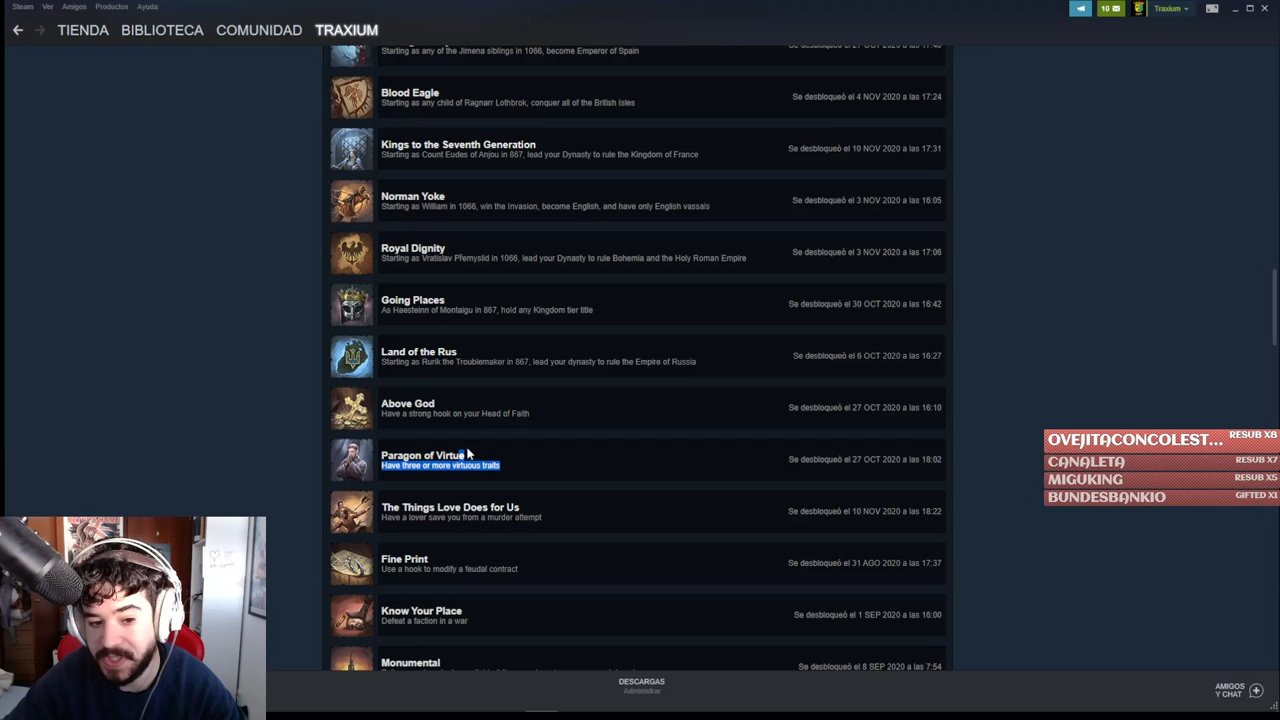 Steam Ver Amigos Productos Ayuda
10
Traxium
TIENDA BIBLIOTECA COMUNIDAD TRAXIUM
Starting as any of the Jimena siblings in 1066, become Emperor of Spain
Blood Eagle
Starting as any child of Ragnarr Lothbrok, conquer all of the British Isles
Se desbloqueó el 4 NOV 2020 a las 17:24
Kings to the Seventh Generation
Starting as Count Eudes of Anjou in 867, lead your Dynasty to rule the Kingdom of France
Se desbloqueó el 10 NOV 2020 a las 17:31
Norman Yoke
Starting as William in 1066, win the Invasion, become English, and have only English vassals
Se desbloqueó el 3 NOV 2020 a las 16:05
Royal Dignity
Starting as Vratislav Přemyslid in 1066, lead your Dynasty to rule Bohemia and the Holy Roman Empire
Se desbloqueó el 3 NOV 2020 a las 17:06
Going Places
As Haesteinn of Montaigu in 867, hold any Kingdom tier title
Se desbloqueó el 30 OCT 2020 a las 16:42
Land of the Rus
Starting as Rurik the Troublemaker in 867, lead your dynasty to rule the Empire of Russia
Se desbloqueó el 6 OCT 2020 a las 16:27
Above God
Have a strong hook on your Head of Faith
Se desbloqueó el 27 OCT 2020 a las 16:10
Paragon of Virtue
Have three or more virtuous traits
Se desbloqueó el 27 OCT 2020 a las 18:02
The Things Love Does for Us
Have a lover save you from a murder attempt
Se desbloqueó el 10 NOV 2020 a las 18:22
Fine Print
Use a hook to modify a feudal contract
Se desbloqueó el 31 AGO 2020 a las 17:37
Know Your Place
Defeat a faction in a war
Se desbloqueó el 1 SEP 2020 a las 16:00
Monumental
Se desbloqueó el 8 SEP 2020 a las 7:54
OVEJITACONCOLEST... RESUB X8
CANALETA RESUB X7
MIGUKING RESUB X5
BUNDESBANKIO GIFTED X1
DESCARGAS
Administrar
AMIGOS
Y CHAT